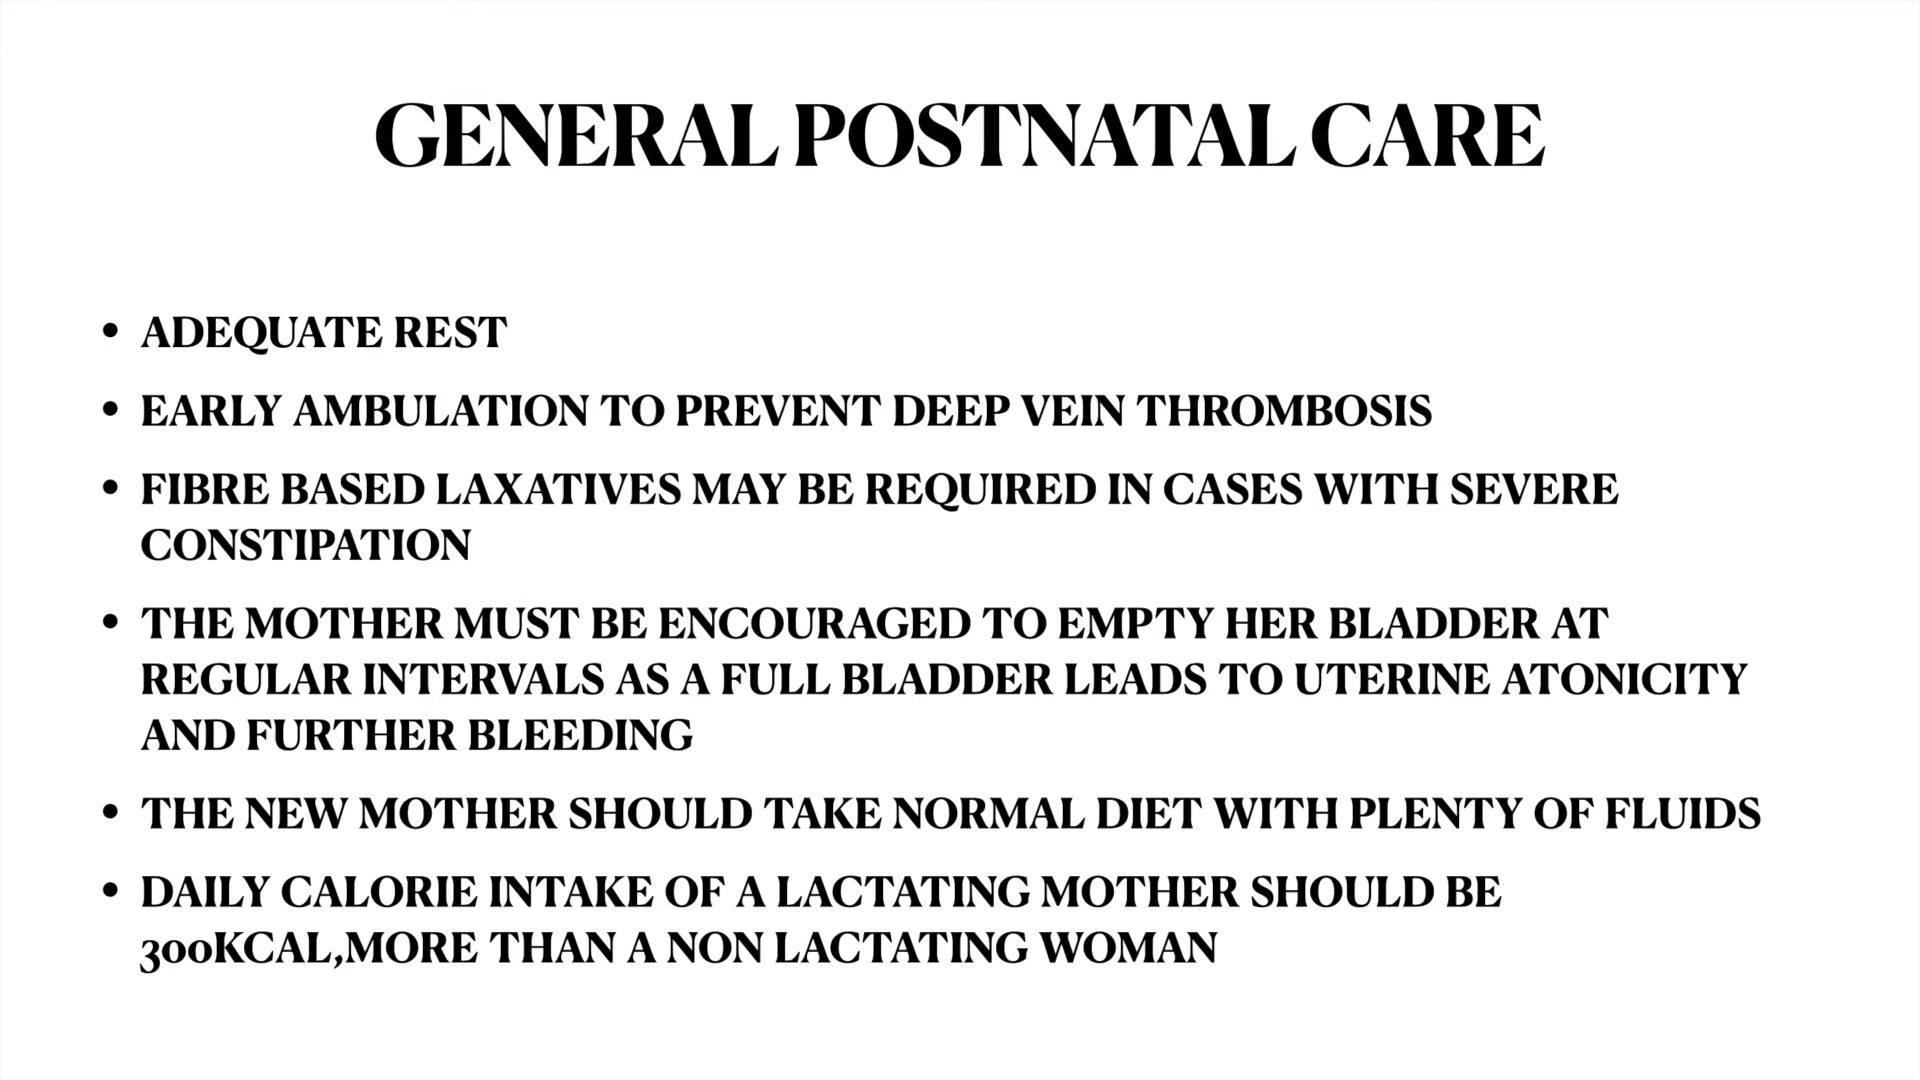 GENERAL POSTNATAL CARE
• ADEQUATE REST
• EARLY AMBULATION TO PREVENT DEEP VEIN THROMBOSIS
• FIBRE BASED LAXATIVES MAY BE REQUIRED IN CASES WITH SEVERE
CONSTIPATION
• THE MOTHER MUST BE ENCOURAGED TO EMPTY HER BLADDER AT
REGULAR INTERVALS AS A FULL BLADDER LEADS TO UTERINE ATONICITY
AND FURTHER BLEEDING
• THE NEW MOTHER SHOULD TAKE NORMAL DIET WITH PLENTY OF FLUIDS
• DAILY CALORIE INTAKE OF A LACTATING MOTHER SHOULD BE
300KCAL,MORE THAN A NON LACTATING WOMAN